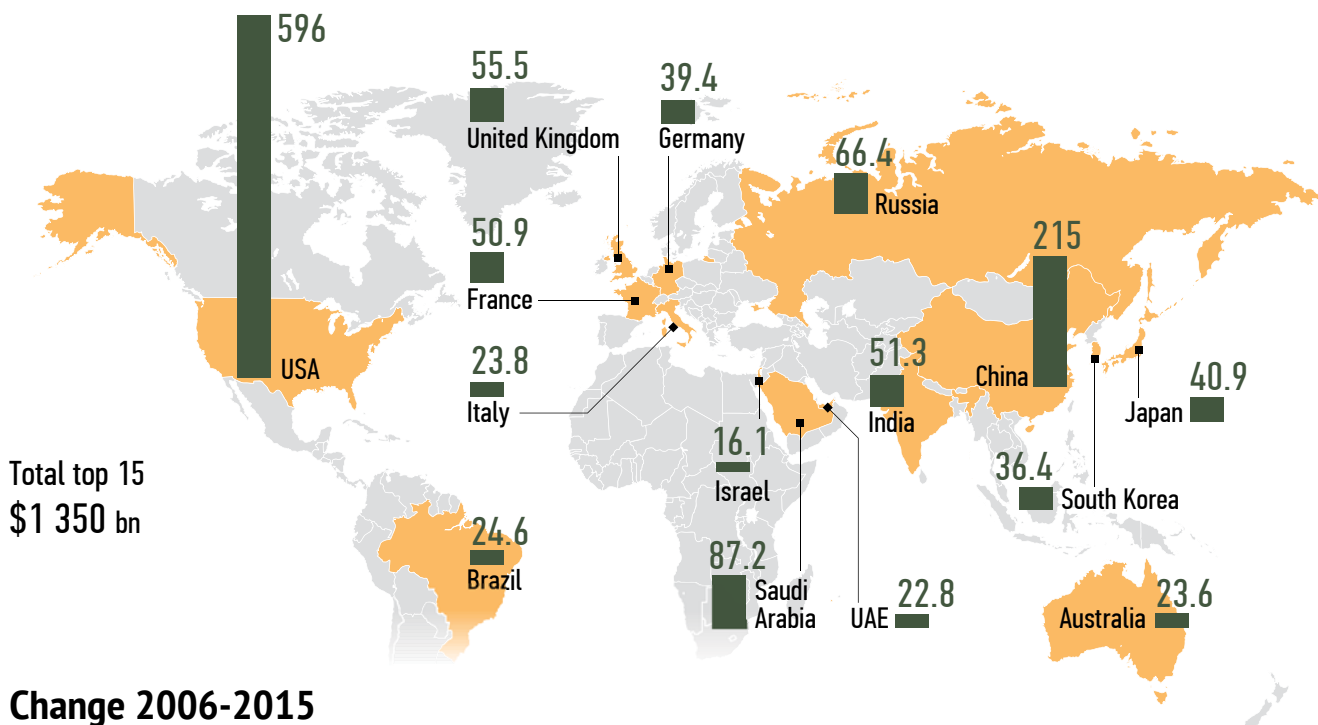 596
USA
55.5
United Kingdom
39.4
Germany
66.4
Russia
50.9
France
215
China
23.8
Italy
51.3
India
40.9
Japan
16.1
Israel
36.4
South Korea
Total top 15
$1 350 bn
24.6
Brazil
87.2
Saudi
Arabia
UAE
22.8
Australia
23.6
Change 2006-2015